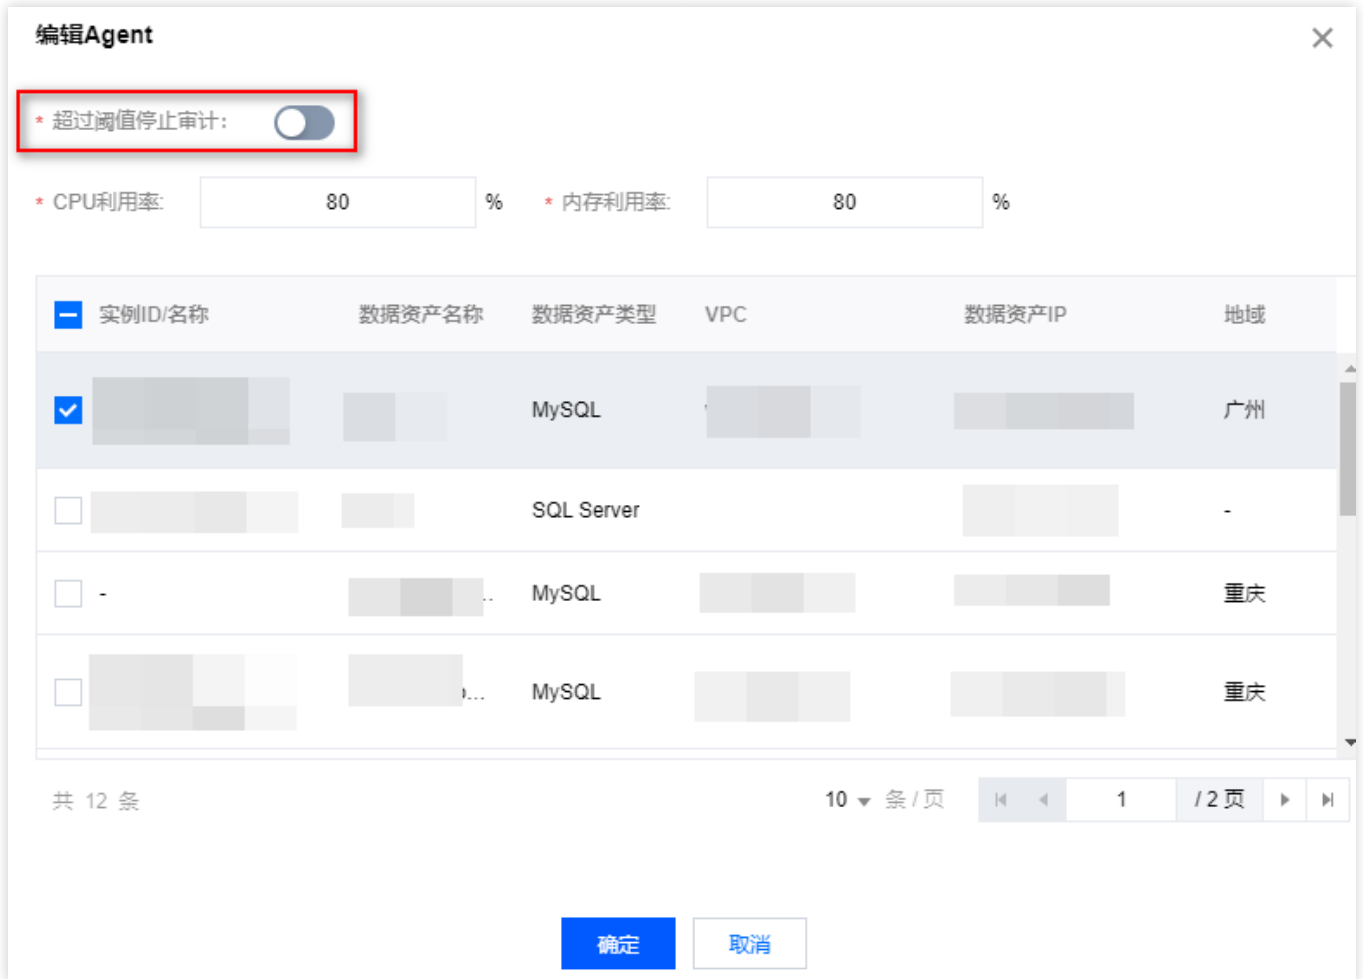 编辑Agent
* 超过阈值停止审计：
* CPU利用率: 80 % * 内存利用率: 80 %
实例ID/名称 数据资产名称 数据资产类型 VPC 数据资产IP 地域
MySQL 广州
SQL Server -
- .. MySQL 重庆
... MySQL 重庆
共 12 条 10 条 / 页 1 / 2 页
确定 取消